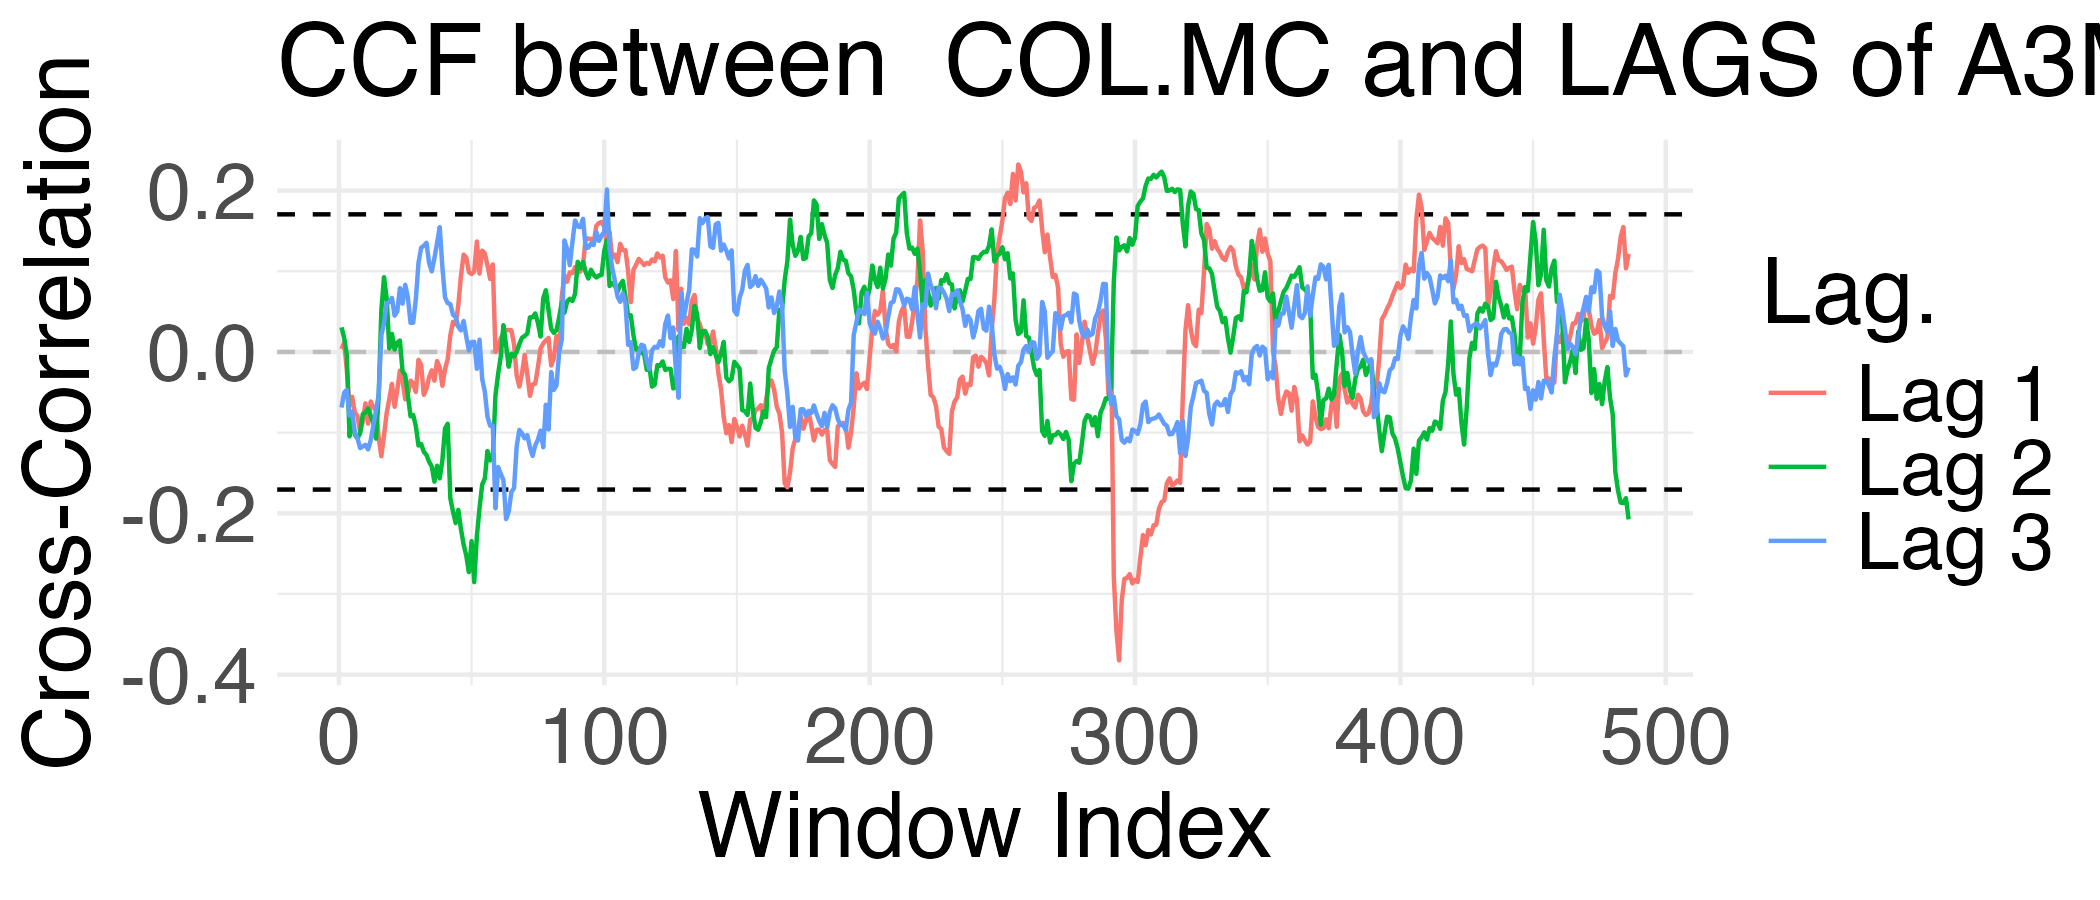 CCF between  COL.MC and LAGS of A3
Cross-Correlation
0.2
0.0
-0.2
-0.4
0 100 200 300 400 500
Window Index
Lag.
Lag 1
Lag 2
Lag 3